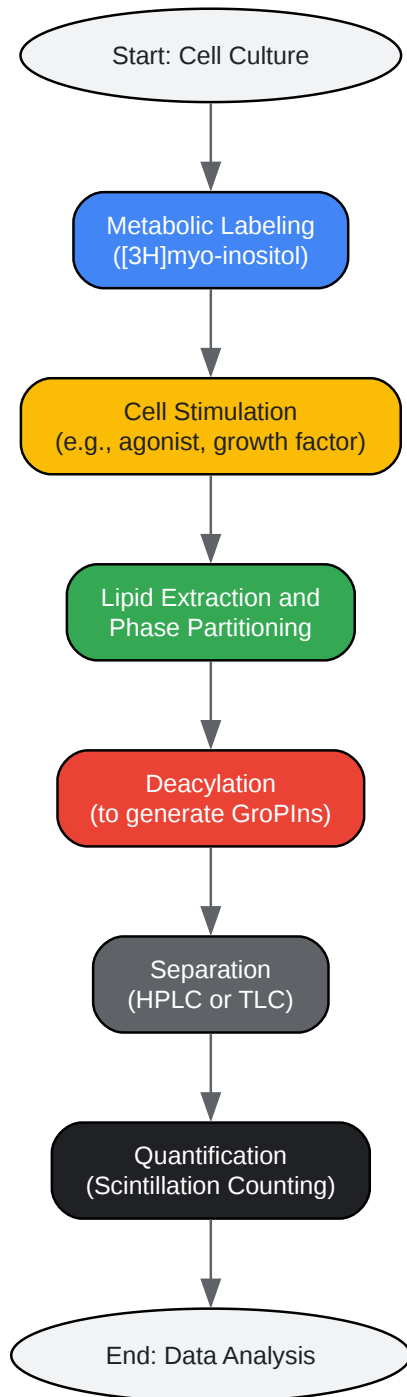 Start: Cell Culture
Metabolic Labeling
([3H]myo-inositol)
Cell Stimulation
(e.g., agonist, growth factor)
Lipid Extraction and
Phase Partitioning
Deacylation
(to generate GroPIns)
Separation
(HPLC or TLC)
Quantification
(Scintillation Counting)
End: Data Analysis